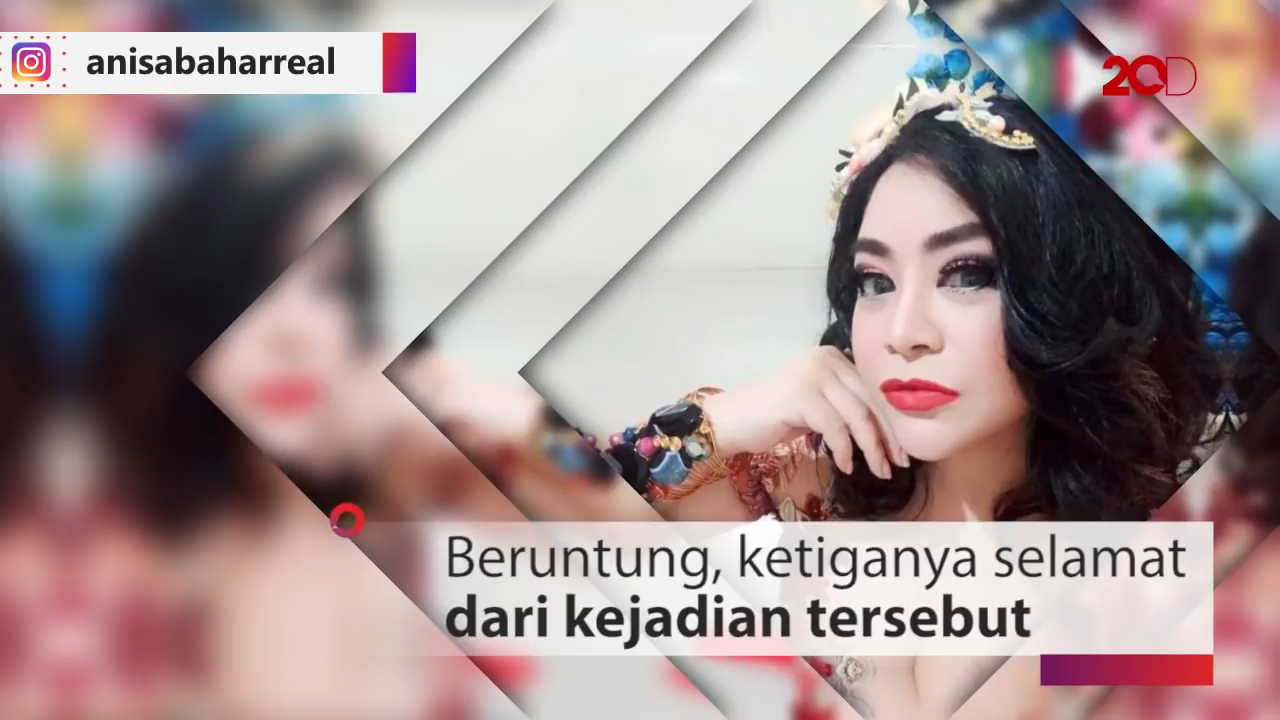 anisabaharreal
20D
Beruntung, ketiganya selamat
dari kejadian tersebut